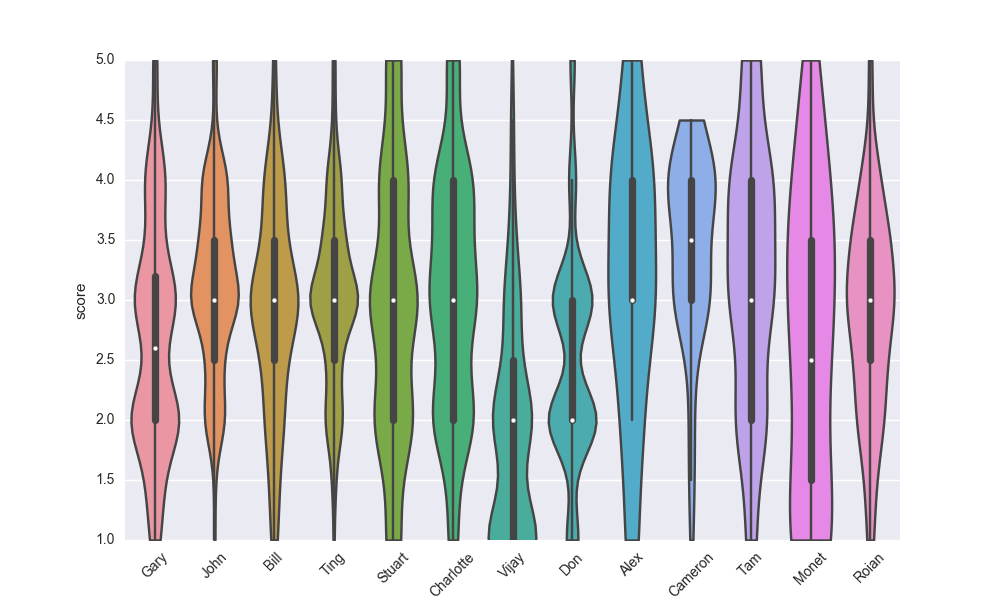 5.0
4.5
4.0
3.5
3.0
2.5
2.0
1.5
1.0
score
Gary
John
Bill
Ting
Stuart
Charlotte
Vijay
Don
Alex
Cameron
Tam
Monet
Roian